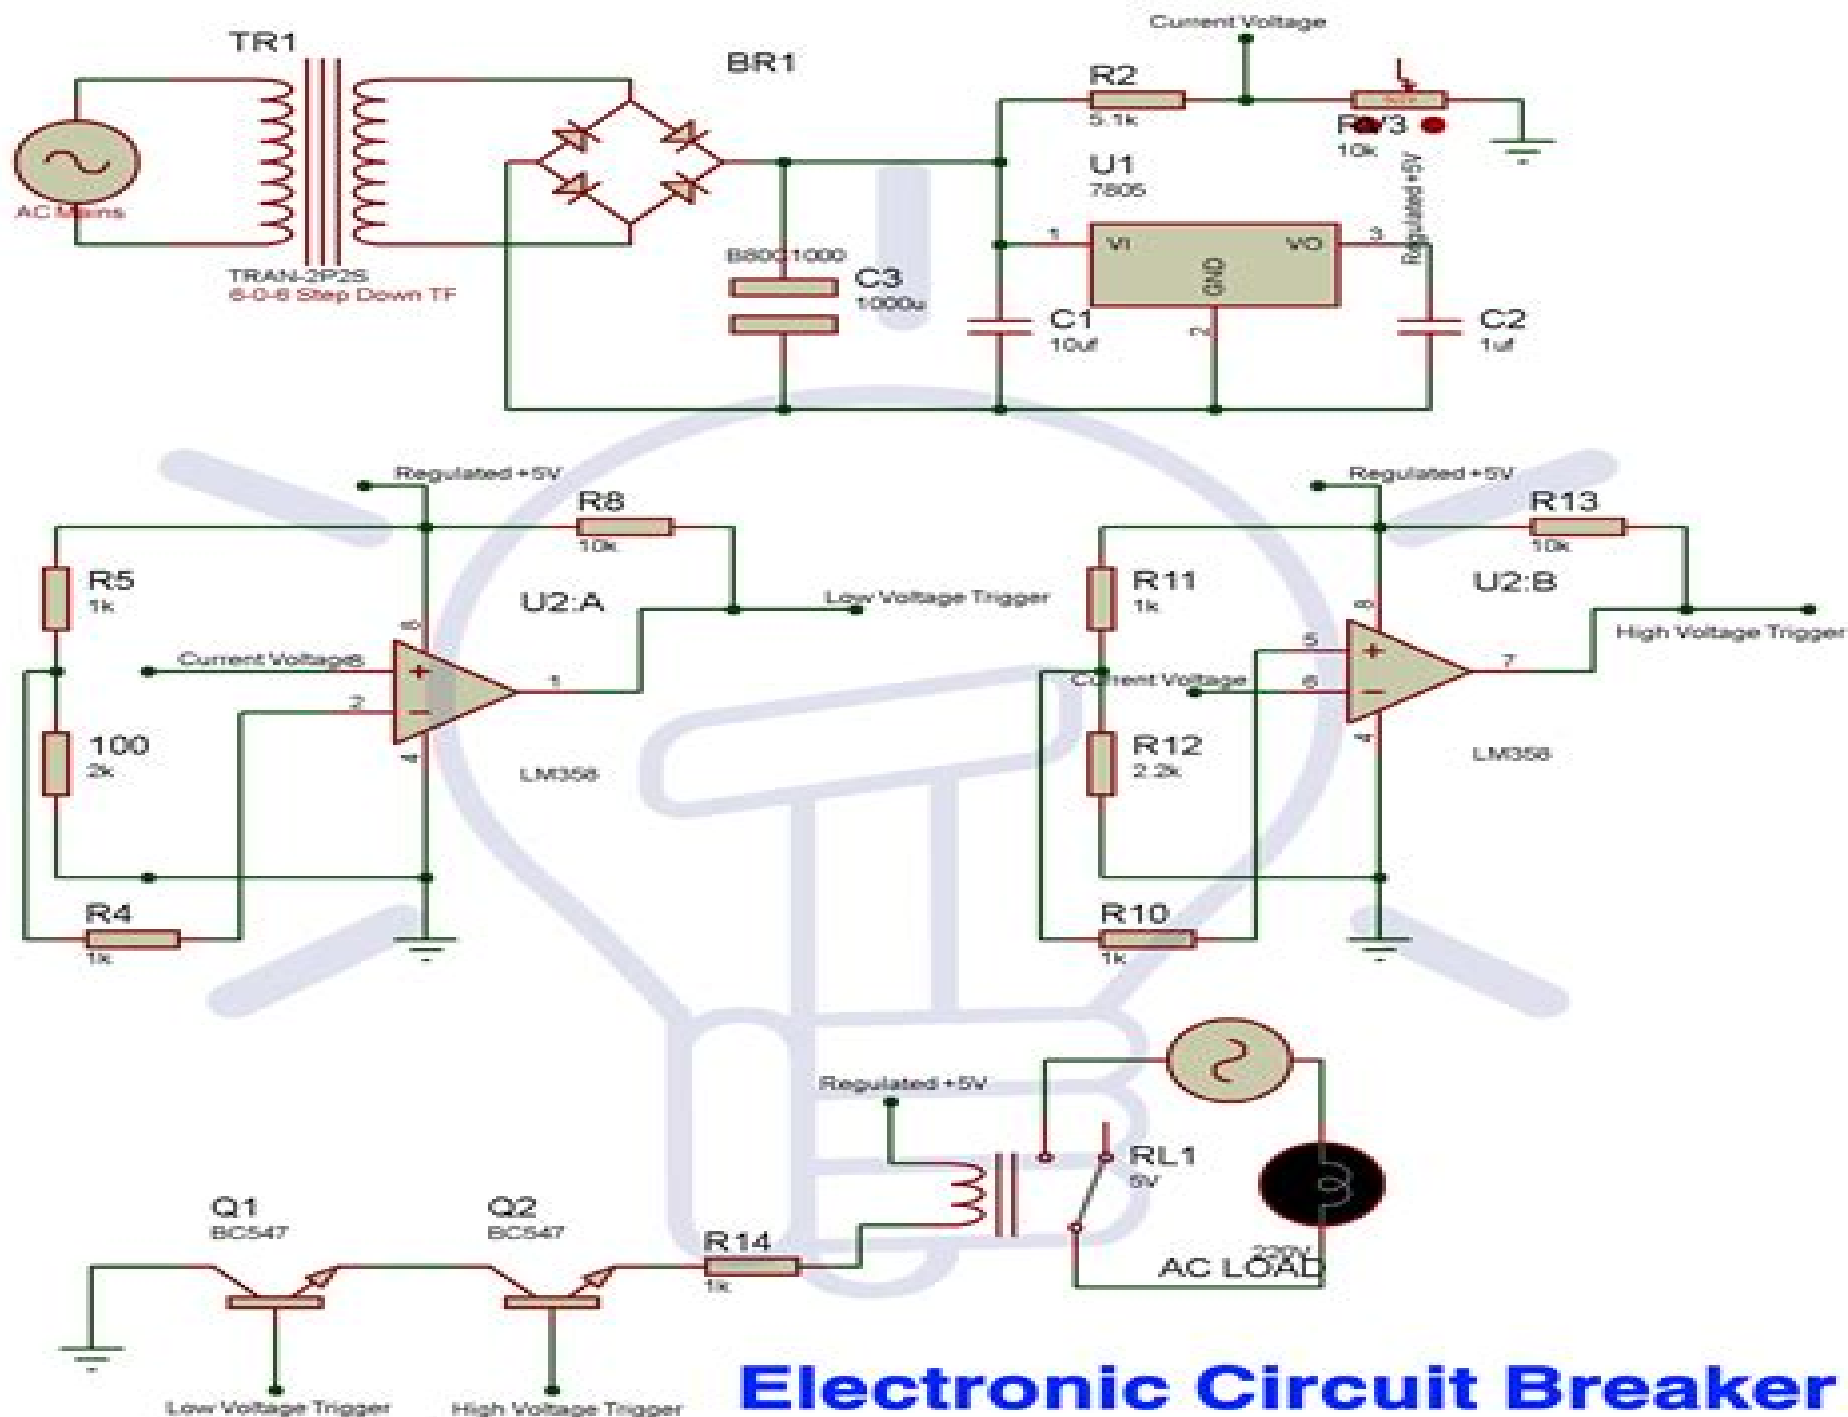 Current Voltage
TR1
BR1
R2
5.1k
10k
U1
7805
AC Mains
Regulated +5V
1
VI
VO
3
GND
2
B80C1000
TRAN-2P2S
6-0-6 Step Down TF
C3
1000u
C1
10uf
C2
1uf
Regulated +5V
R8
10k
R5
1k
U2:A
Low Voltage Trigger
8
Current Voltage
2
1
4
100
2k
LM358
R4
1k
Regulated +5V
R13
10k
R11
1k
U2:B
8
High Voltage Trigger
5
Current Voltage
6
7
4
R12
2.2k
LM358
R10
1k
Regulated +5V
RL1
5V
Q1
BC547
Q2
BC547
R14
1k
220V
AC LOAD
Low Voltage Trigger
High Voltage Trigger
Electronic Circuit Breaker